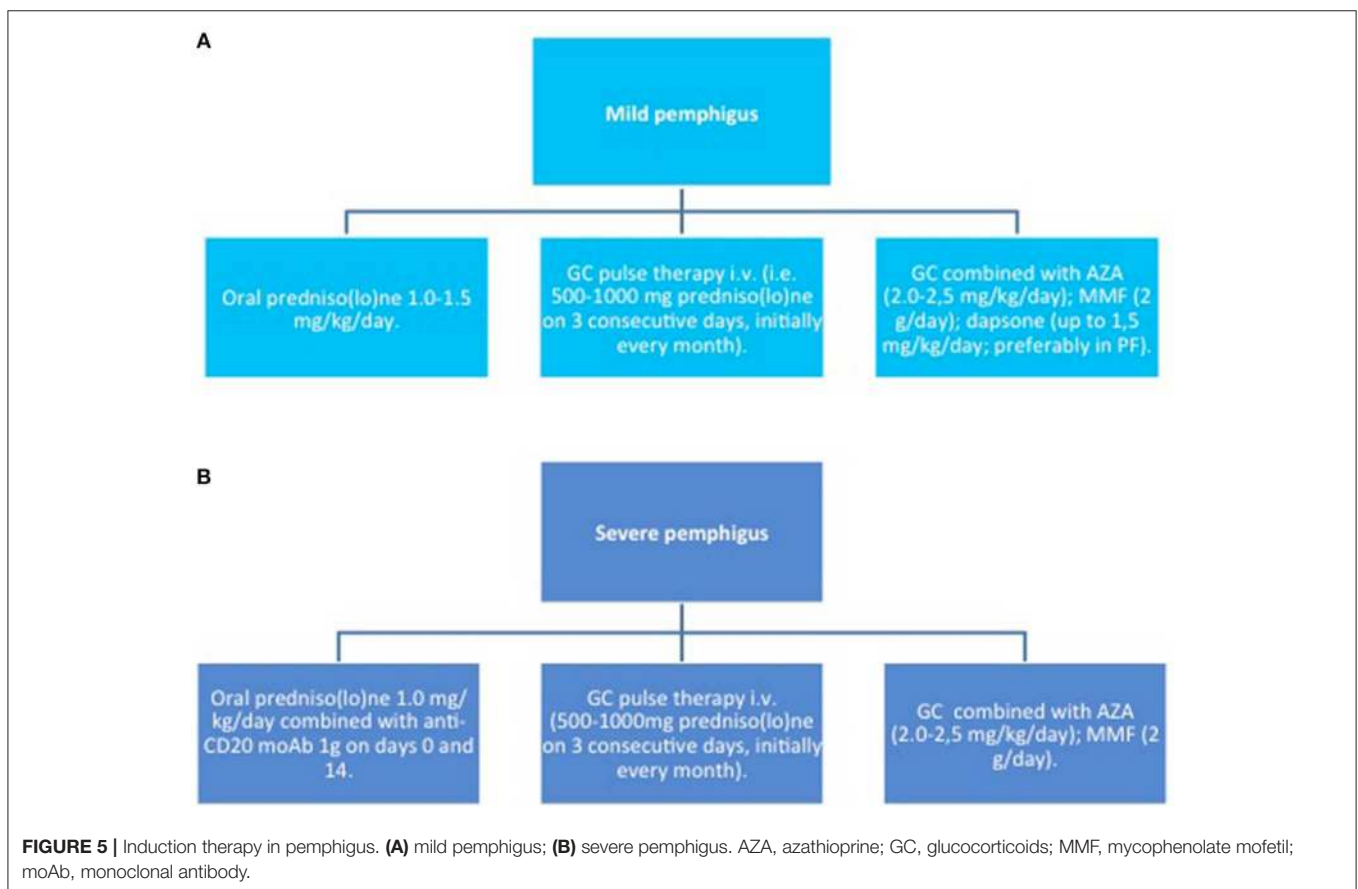 A
Mild pemphigus
Oral predniso(lo)ne 1.0-1.5
mg/kg/day.
GC pulse therapy i.v. (i.e.
500-1000 mg predniso(lo)ne
on 3 consecutive days, initially
every month).
GC combined with AZA
(2.0-2,5 mg/kg/day); MMF (2
g/day); dapsone (up to 1,5
mg/kg/day; preferably in PF).
B
Severe pemphigus
Oral predniso(lo)ne 1.0 mg/
kg/day combined with anti-
CD20 moAb 1g on days 0 and
14.
GC pulse therapy i.v.
(500-1000mg predniso(lo)ne
on 3 consecutive days, initially
every month).
GC combined with AZA
(2.0-2,5 mg/kg/day); MMF (2
g/day).
FIGURE 5 | Induction therapy in pemphigus. (A) mild pemphigus; (B) severe pemphigus. AZA, azathioprine; GC, glucocorticoids; MMF, mycophenolate mofetil;
moAb, monoclonal antibody.